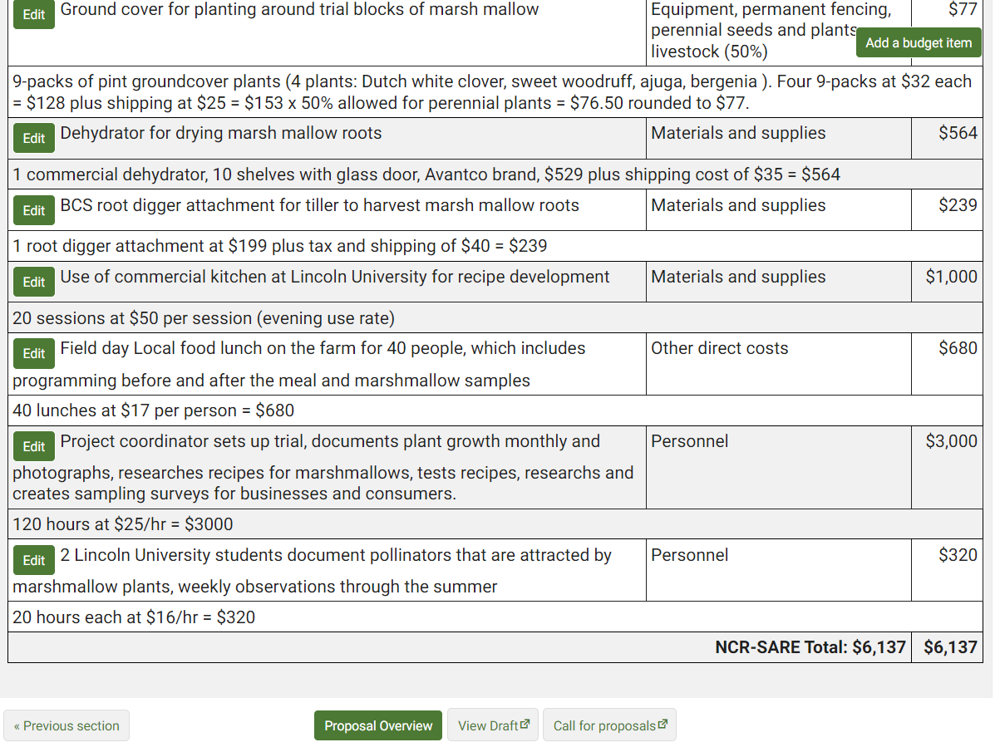 Edit Ground cover for planting around trial blocks of marsh mallow
Equipment, permanent fencing,
perennial seeds and plants
livestock (50%)
$77
Add a budget item
9-packs of pint groundcover plants (4 plants: Dutch white clover, sweet woodruff, ajuga, bergenia ). Four 9-packs at $32 each
= $128 plus shipping at $25 = $153 x 50% allowed for perennial plants = $76.50 rounded to $77.
Edit Dehydrator for drying marsh mallow roots
Materials and supplies
$564
1 commercial dehydrator, 10 shelves with glass door, Avantco brand, $529 plus shipping cost of $35 = $564
Edit BCS root digger attachment for tiller to harvest marsh mallow roots
Materials and supplies
$239
1 root digger attachment at $199 plus tax and shipping of $40 = $239
Edit Use of commercial kitchen at Lincoln University for recipe development
Materials and supplies
$1,000
20 sessions at $50 per session (evening use rate)
Edit Field day Local food lunch on the farm for 40 people, which includes
programming before and after the meal and marshmallow samples
Other direct costs
$680
40 lunches at $17 per person = $680
Edit Project coordinator sets up trial, documents plant growth monthly and
photographs, researches recipes for marshmallows, tests recipes, researchs and
creates sampling surveys for businesses and consumers.
Personnel
$3,000
120 hours at $25/hr = $3000
Edit 2 Lincoln University students document pollinators that are attracted by
marshmallow plants, weekly observations through the summer
Personnel
$320
20 hours each at $16/hr = $320
NCR-SARE Total: $6,137
$6,137
« Previous section
Proposal Overview
View Draft
Call for proposals